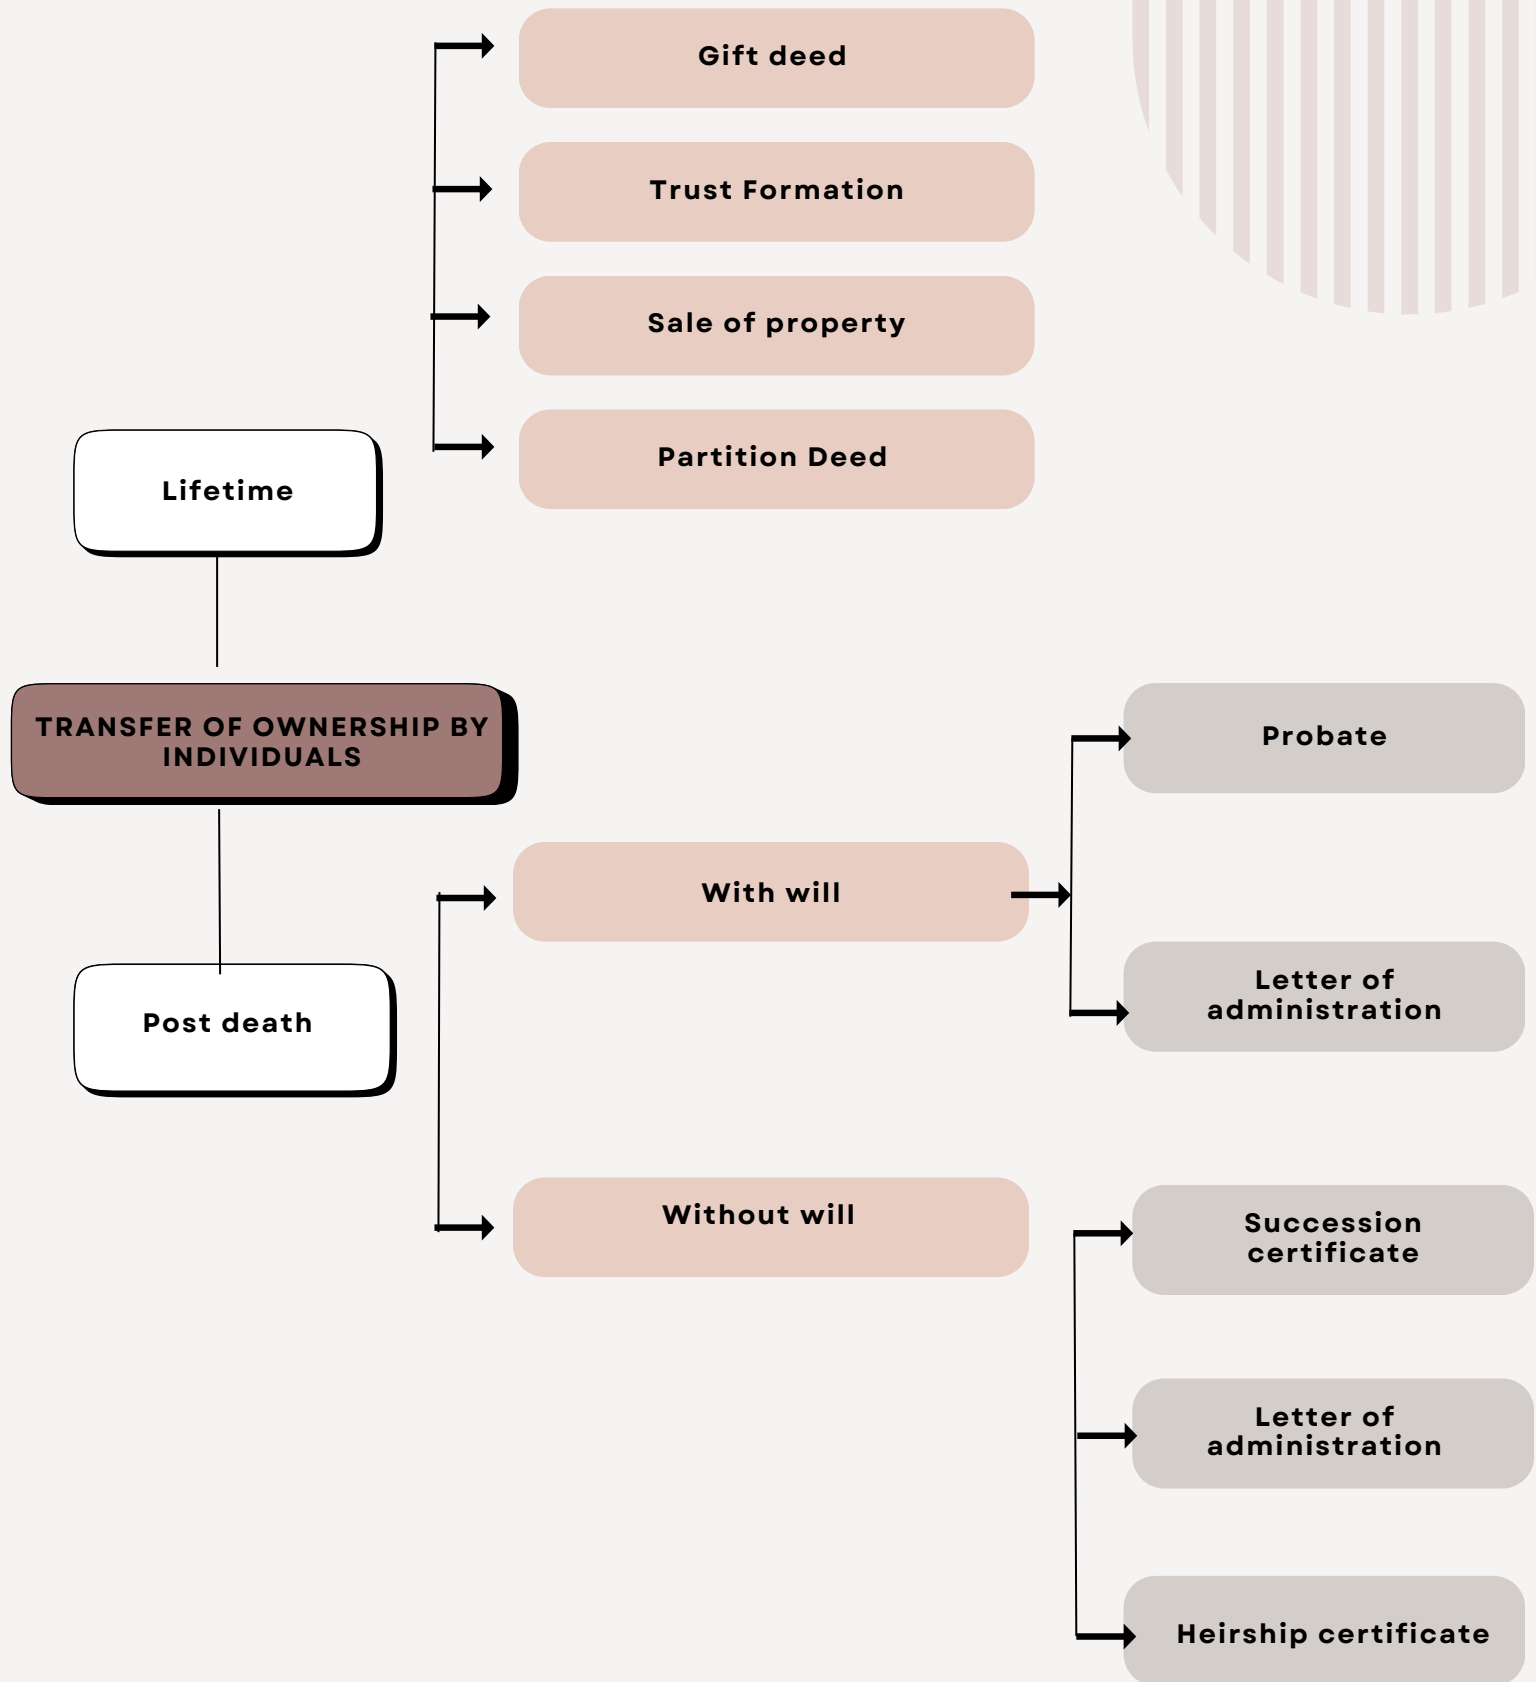 Gift deed
Trust Formation
Sale of property
Partition Deed
Lifetime
TRANSFER OF OWNERSHIP BY
INDIVIDUALS
Probate
With will
Letter of
administration
Post death
Without will
Succession
certificate
Letter of
administration
Heirship certificate